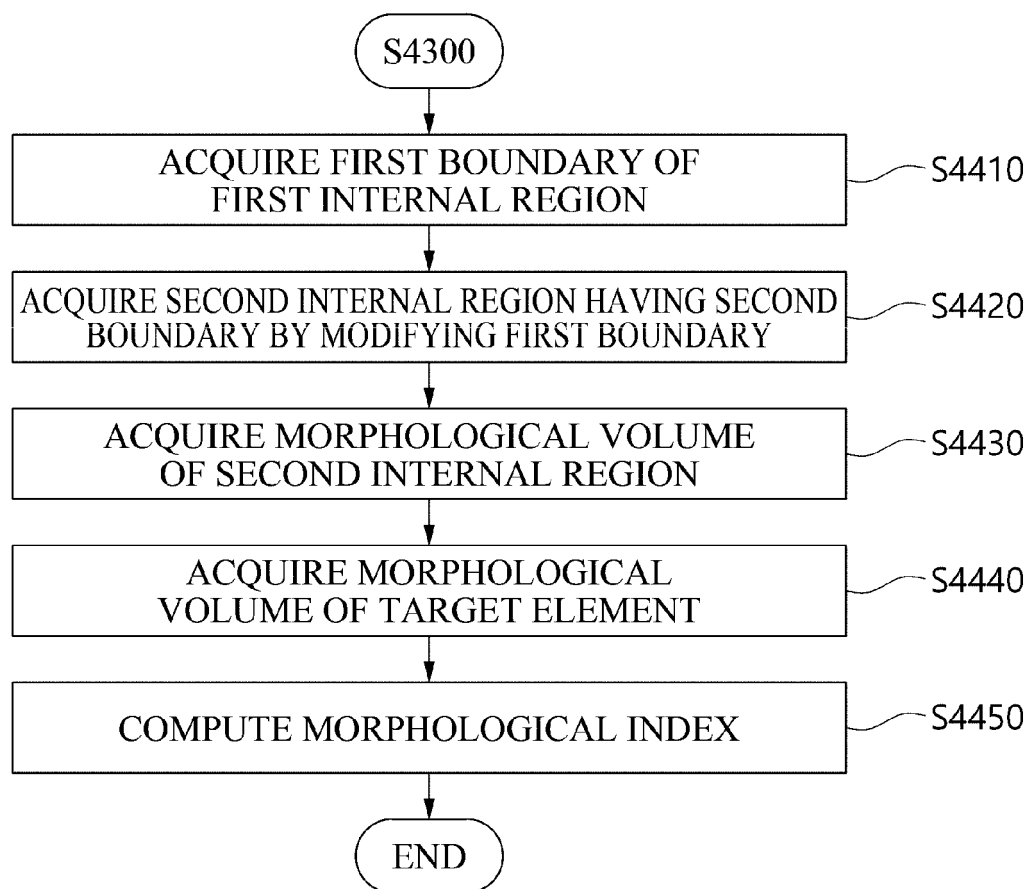 S4300
ACQUIRE FIRST BOUNDARY OF
FIRST INTERNAL REGION
S4410
ACQUIRE SECOND INTERNAL REGION HAVING SECOND
BOUNDARY BY MODIFYING FIRST BOUNDARY
S4420
ACQUIRE MORPHOLOGICAL VOLUME
OF SECOND INTERNAL REGION
S4430
ACQUIRE MORPHOLOGICAL
VOLUME OF TARGET ELEMENT
S4440
COMPUTE MORPHOLOGICAL INDEX
S4450
END